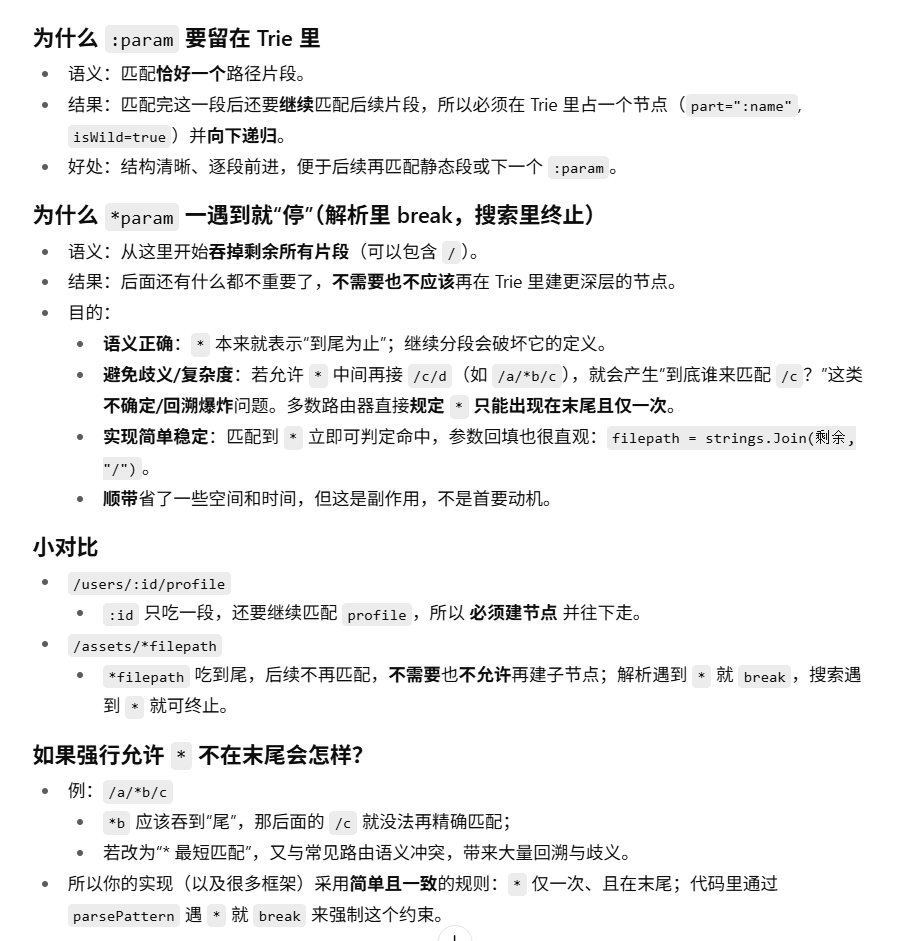 为什么 :param 要留在 Trie 里
语义：匹配恰好一个路径片段。
结果：匹配完这一段后还要继续匹配后续片段，所以必须在 Trie 里占一个节点（part=":name",
isWild=true）并向下递归。
好处：结构清晰、逐段前进，便于后续再匹配静态段或下一个 :param。
为什么 *param 一遇到就“停”（解析里 break，搜索里终止）
语义：从这里开始吞掉剩余所有片段（可以包含 /）。
结果：后面还有什么都不重要了，不需要也不应该再在 Trie 里建更深层的节点。
目的：
语义正确：* 本来就表示“到尾为止”；继续分段会破坏它的定义。
避免歧义/复杂度：若允许 * 中间再接 /c/d（如 /a/*b/c），就会产生“到底谁来匹配 /c？”这类
不确定/回溯爆炸问题。多数路由器直接规定 * 只能出现在末尾且仅一次。
实现简单稳定：匹配到 * 立即可判定命中，参数回填也很直观：filepath = strings.Join(剩余,
"/")。
顺带省了一些空间和时间，但这是副作用，不是首要动机。
小对比
/users/:id/profile
:id 只吃一段，还要继续匹配 profile，所以 必须建节点 并往下走。
/assets/*filepath
*filepath 吃到尾，后续不再匹配，不需要也不允许再建子节点；解析遇到 * 就 break，搜索遇
到 * 就可终止。
如果强行允许 * 不在末尾会怎样？
例：/a/*b/c
*b 应该吞到“尾”，那后面的 /c 就没法再精确匹配；
若改为“* 最短匹配”，又与常见路由语义冲突，带来大量回溯与歧义。
所以你的实现（以及很多框架）采用简单且一致的规则：* 仅一次、且在末尾；代码里通过
parsePattern 遇 * 就 break 来强制这个约束。